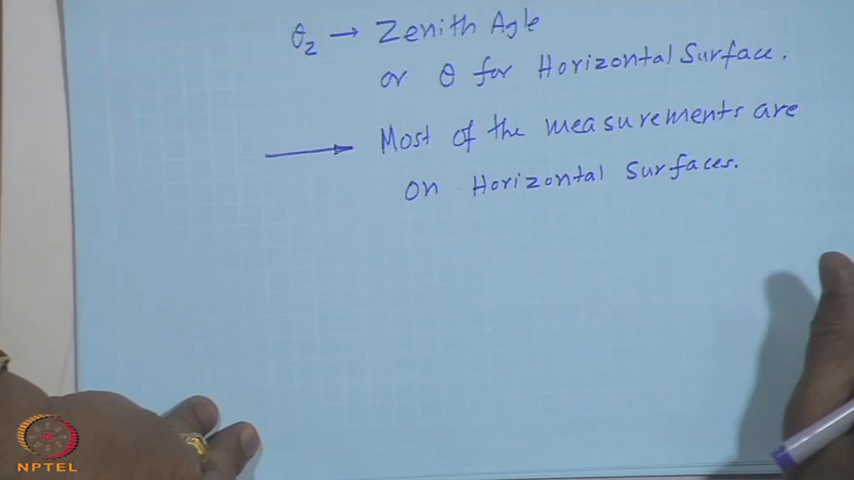 θz → Zenith Agle
or θ for Horizontal Surface.
→ Most of the measurements are
on Horizontal Surfaces.
NPTEL